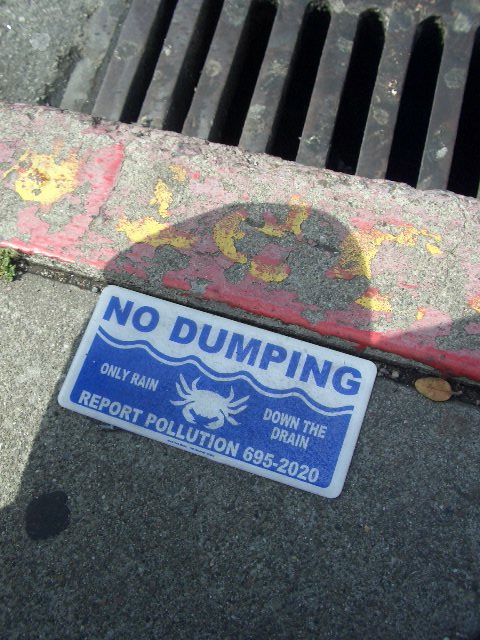 NO DUMPING
ONLY RAIN
DOWN THE
DRAIN
REPORT POLLUTION 695-2020